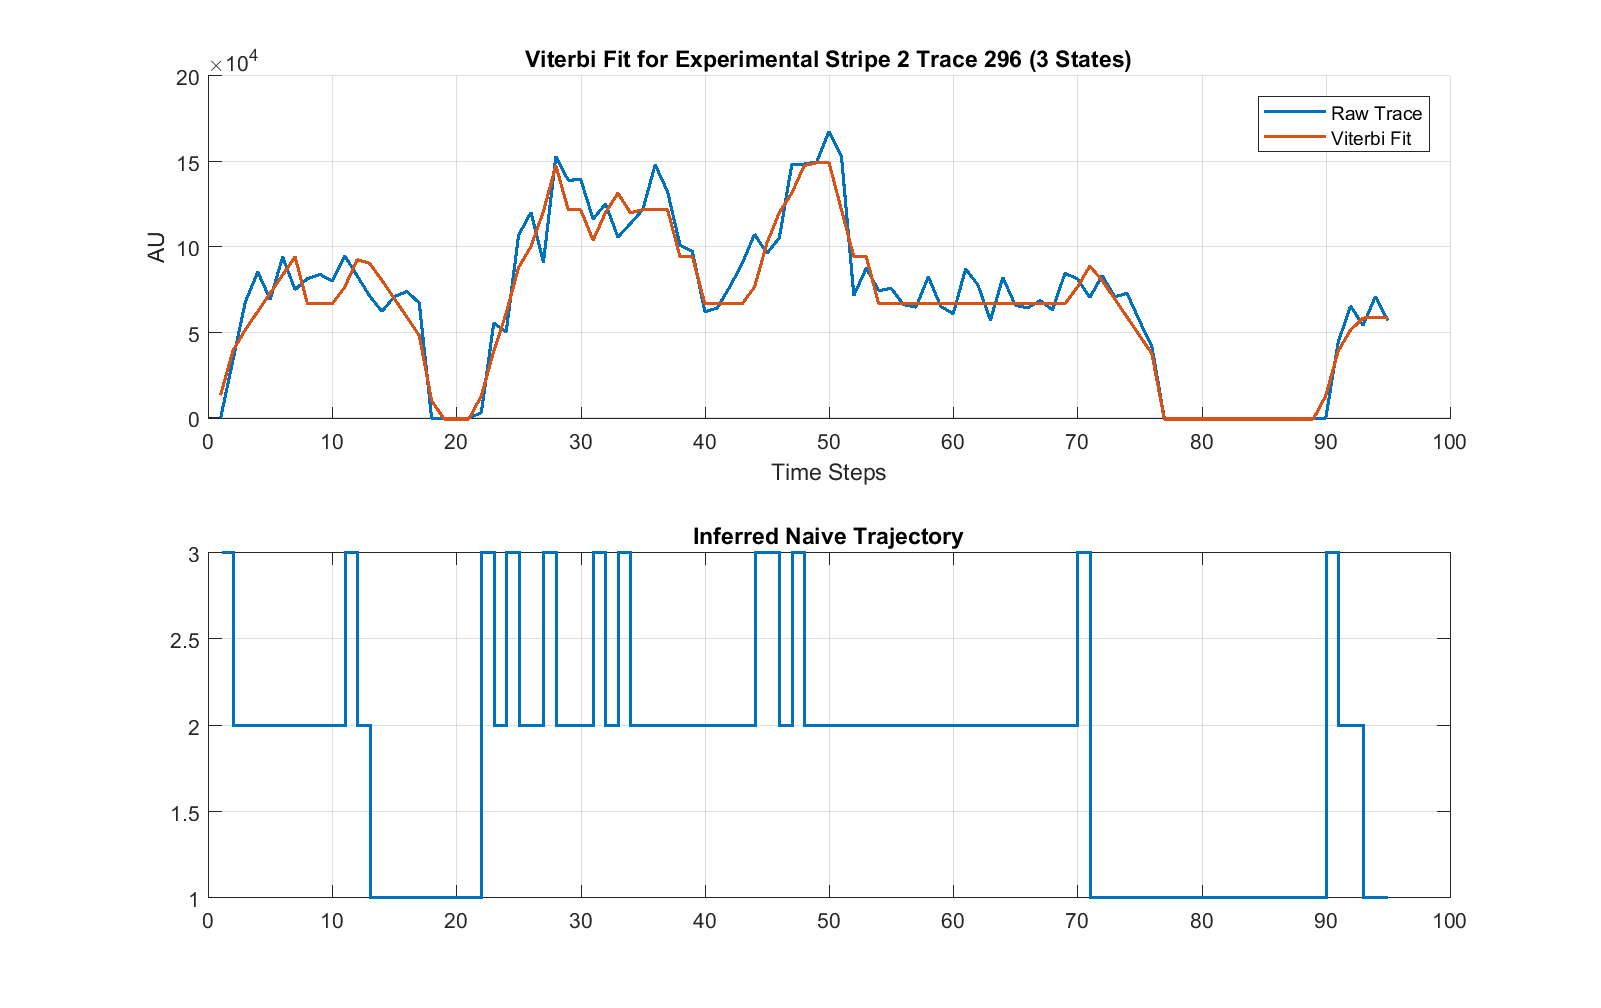 Viterbi Fit for Experimental Stripe 2 Trace 296 (3 States)
×10^4
20
15
10
5
0
AU
Raw Trace
Viterbi Fit
0 10 20 30 40 50 60 70 80 90 100
Time Steps
Inferred Naive Trajectory
3
2.5
2
1.5
1
0 10 20 30 40 50 60 70 80 90 100